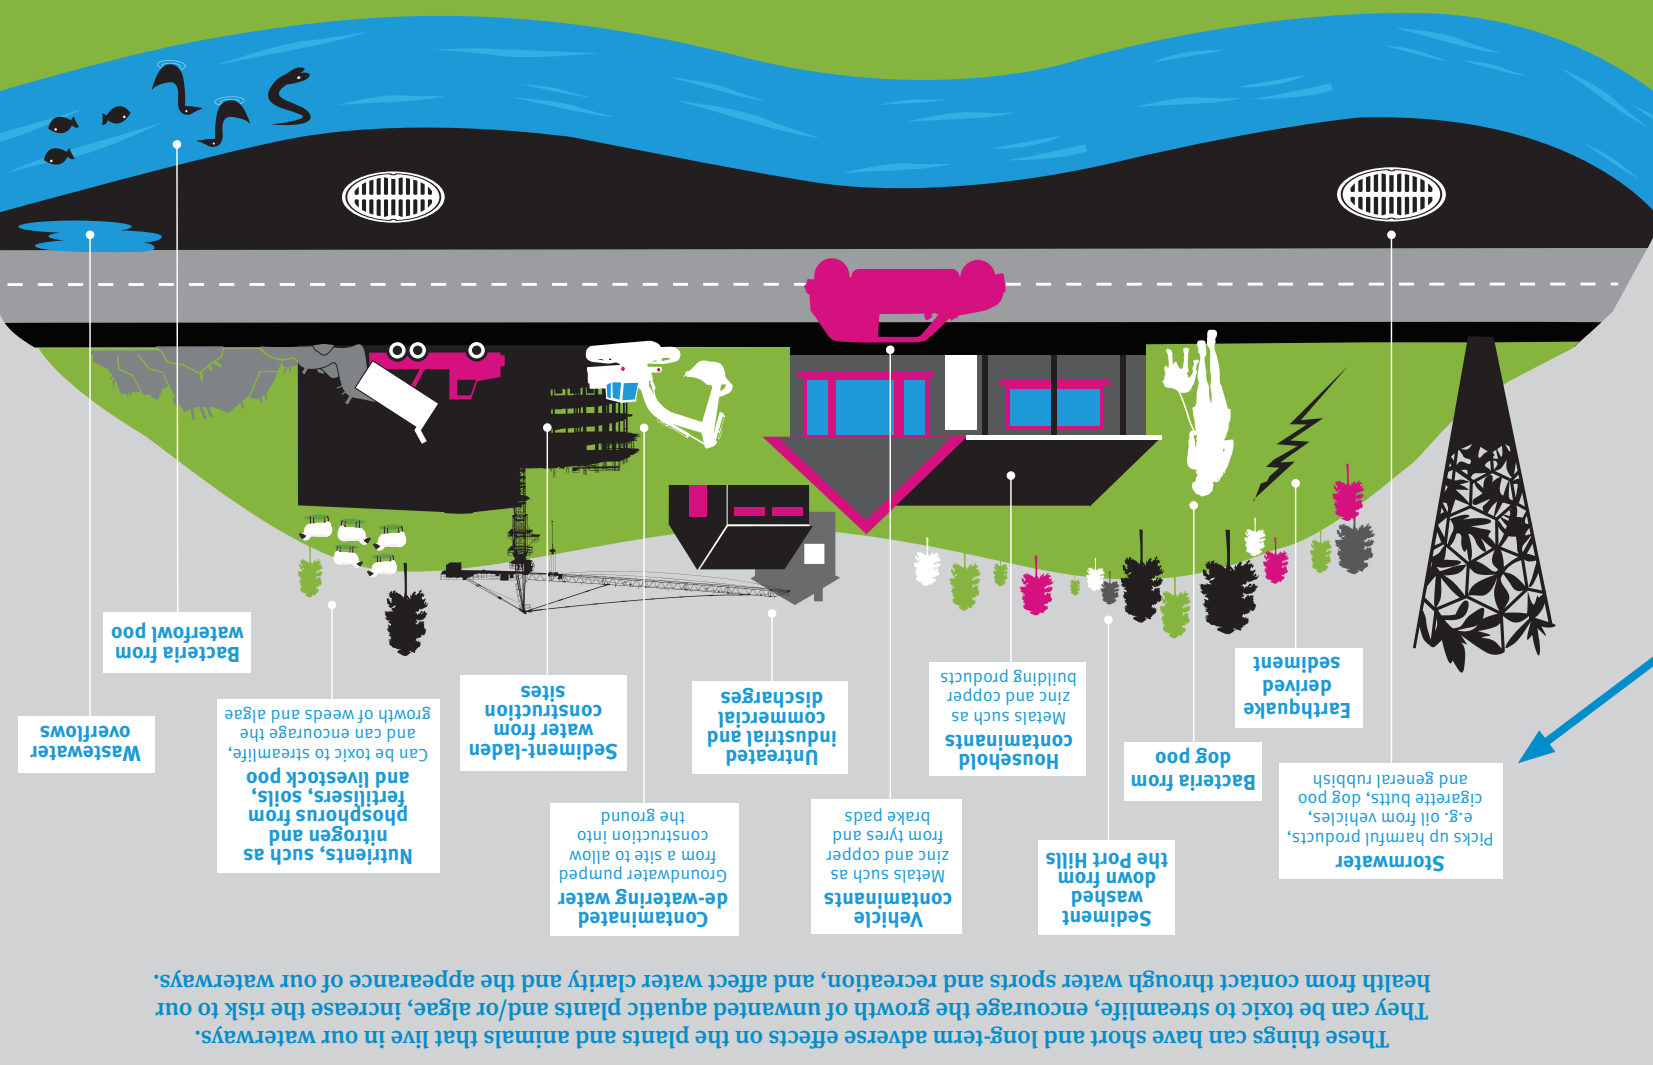 These things can have short and long-term adverse effects on the plants and animals that live in our waterways.
They can be toxic to streamlife, encourage the growth of unwanted aquatic plants and/or algae, increase the risk to our
health from contact through water sports and recreation, and affect water clarity and the appearance of our waterways.
Stormwater
Picks up harmful products,
e.g. oil from vehicles,
cigarette butts, dog poo
and general rubbish
Sediment
washed
down from
the Port Hills
Vehicle
contaminants
Metals such as
zinc and copper
from tyres and
brake pads
Contaminated
de-watering water
Groundwater pumped
from a site to allow
construction into
the ground
Nutrients, such as
nitrogen and
phosphorus from
fertilisers, soils,
and livestock poo
Can be toxic to streamlife,
and can encourage the
growth of weeds and algae
Bacteria from
dog poo
Household
contaminants
Metals such as
zinc and copper
building products
Untreated
industrial and
commercial
discharges
Sediment-laden
water from
construction
sites
Wastewater
overflows
Earthquake
derived
sediment
Bacteria from
waterfowl poo